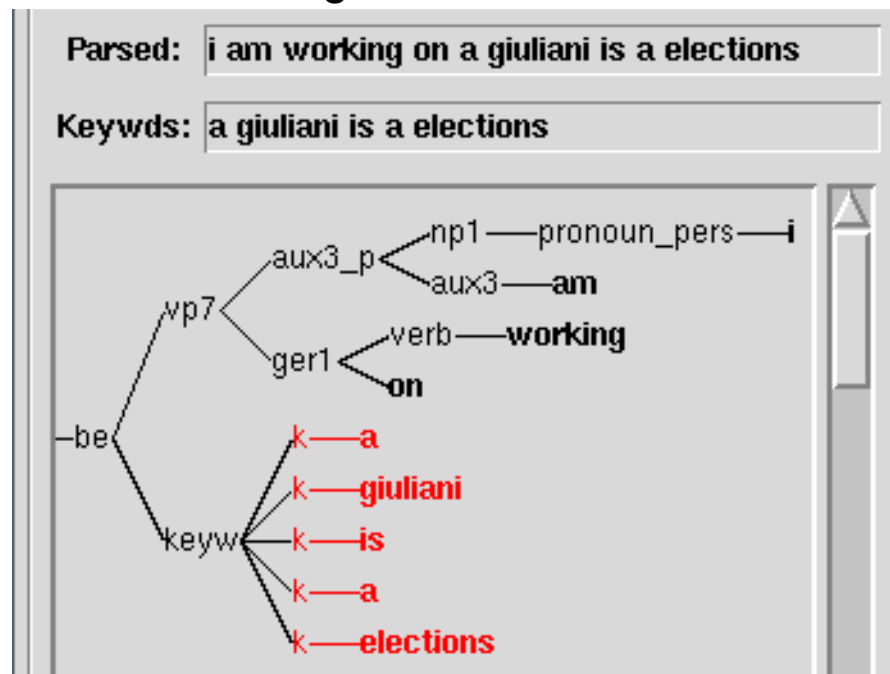 Parsed: i am working on a giuliani is a elections
Keywds: a giuliani is a elections
np1 pronoun_pers i
aux3_p
aux3 am
vp7
verb working
ger1
on
be
k a
k giuliani
keyw k is
k a
k elections